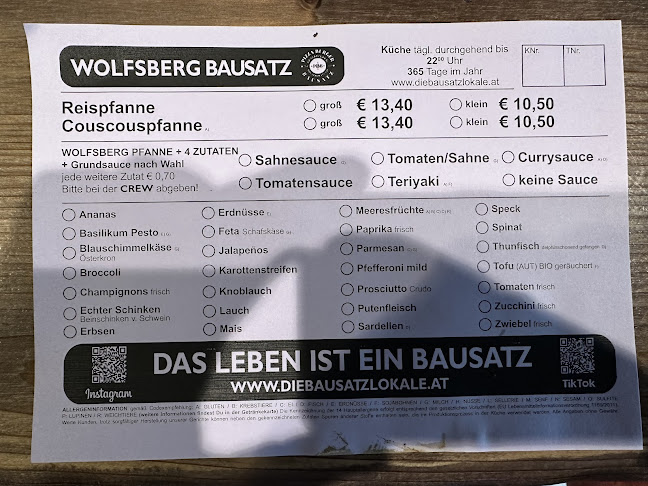 WOLFSBERG BAUSATZ
Küche tägl. durchgehend bis
22⁰⁰ Uhr
365 Tage im Jahr
www.diebausatzlokale.at
KNr.
TNr.
Reispfanne groß € 13,40 klein € 10,50
Couscouspfanne A) groß € 13,40 klein € 10,50
WOLFSBERG PFANNE + 4 ZUTATEN
+ Grundsauce nach Wahl
jede weitere Zutat € 0,70
Bitte bei der CREW abgeben!
Sahnesauce Tomaten/Sahne Currysauce
Tomatensauce Teriyaki keine Sauce
Ananas
Basilikum Pesto
Blauschimmelkäse
Österkron
Broccoli
Champignons frisch
Echter Schinken
Beinschinken v. Schwein
Erbsen
Erdnüsse
Feta Schafskäse
Jalapeños
Karottenstreifen
Knoblauch
Lauch
Mais
Meeresfrüchte
Paprika frisch
Parmesan
Pfefferoni mild
Prosciutto Crudo
Putenfleisch
Sardellen
Speck
Spinat
Thunfisch delphinschonend gefangen
Tofu (AUT) BIO geräuchert
Tomaten frisch
Zucchini frisch
Zwiebel frisch
DAS LEBEN IST EIN BAUSATZ
WWW.DIEBAUSATZLOKALE.AT
Instagram
TikTok